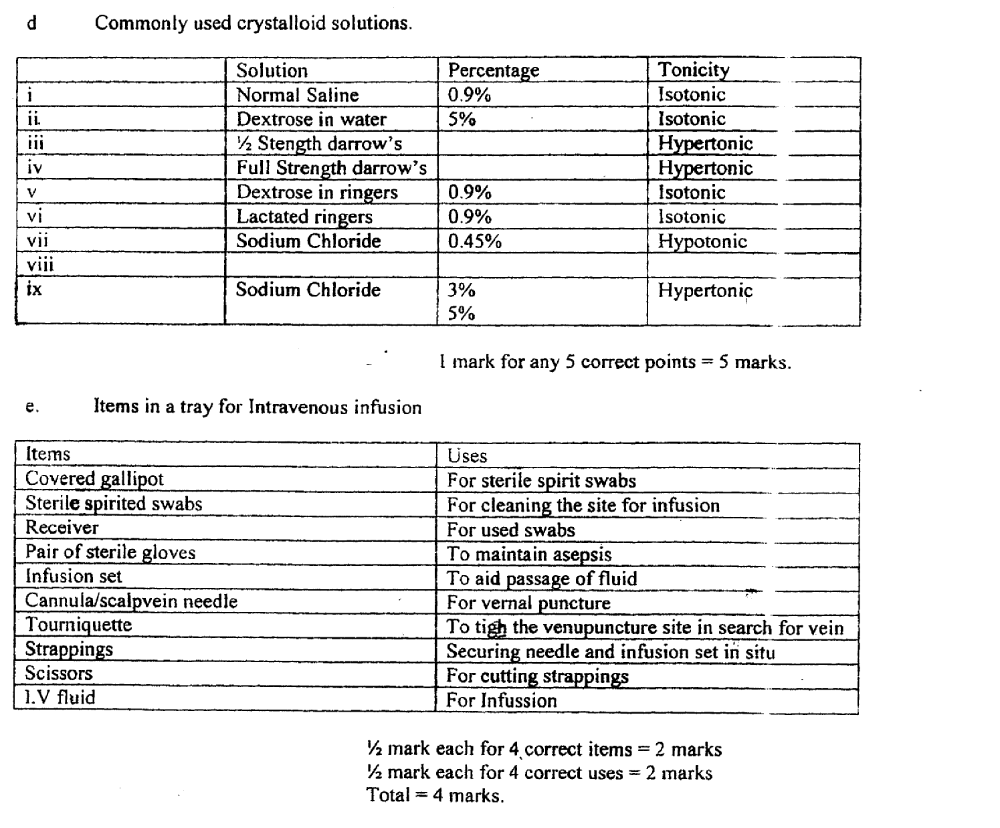 d Commonly used crystalloid solutions.
Solution Percentage Tonicity
i Normal Saline 0.9% Isotonic
ii. Dextrose in water 5% Isotonic
iii ½ Stength darrow's Hypertonic
iv Full Strength darrow's Hypertonic
v Dextrose in ringers 0.9% Isotonic
vi Lactated ringers 0.9% Isotonic
vii Sodium Chloride 0.45% Hypotonic
viii
ix Sodium Chloride 3% Hypertonic
5%
1 mark for any 5 correct points = 5 marks.
e. Items in a tray for Intravenous infusion
Items Uses
Covered gallipot For sterile spirit swabs
Sterile spirited swabs For cleaning the site for infusion
Receiver For used swabs
Pair of sterile gloves To maintain asepsis
Infusion set To aid passage of fluid
Cannula/scalpvein needle For vernal puncture
Tourniquette To tigh the venupuncture site in search for vein
Strappings Securing needle and infusion set in situ
Scissors For cutting strappings
I.V fluid For Infussion
½ mark each for 4 correct items = 2 marks
½ mark each for 4 correct uses = 2 marks
Total = 4 marks.